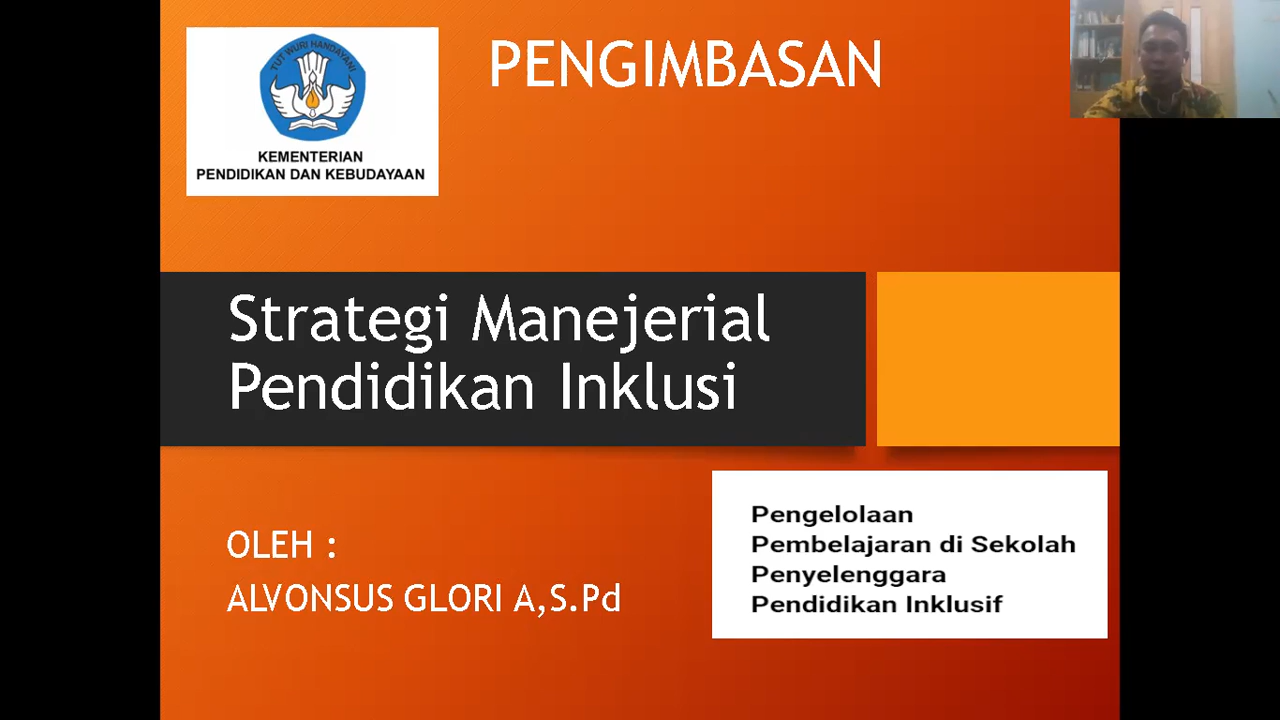 PENGIMBASAN
TUT WURI HANDAYANI
KEMENTERIAN
PENDIDIKAN DAN KEBUDAYAAN
Strategi Manejerial
Pendidikan Inklusi
OLEH :
ALVONSUS GLORI A,S.Pd
Pengelolaan
Pembelajaran di Sekolah
Penyelenggara
Pendidikan Inklusif